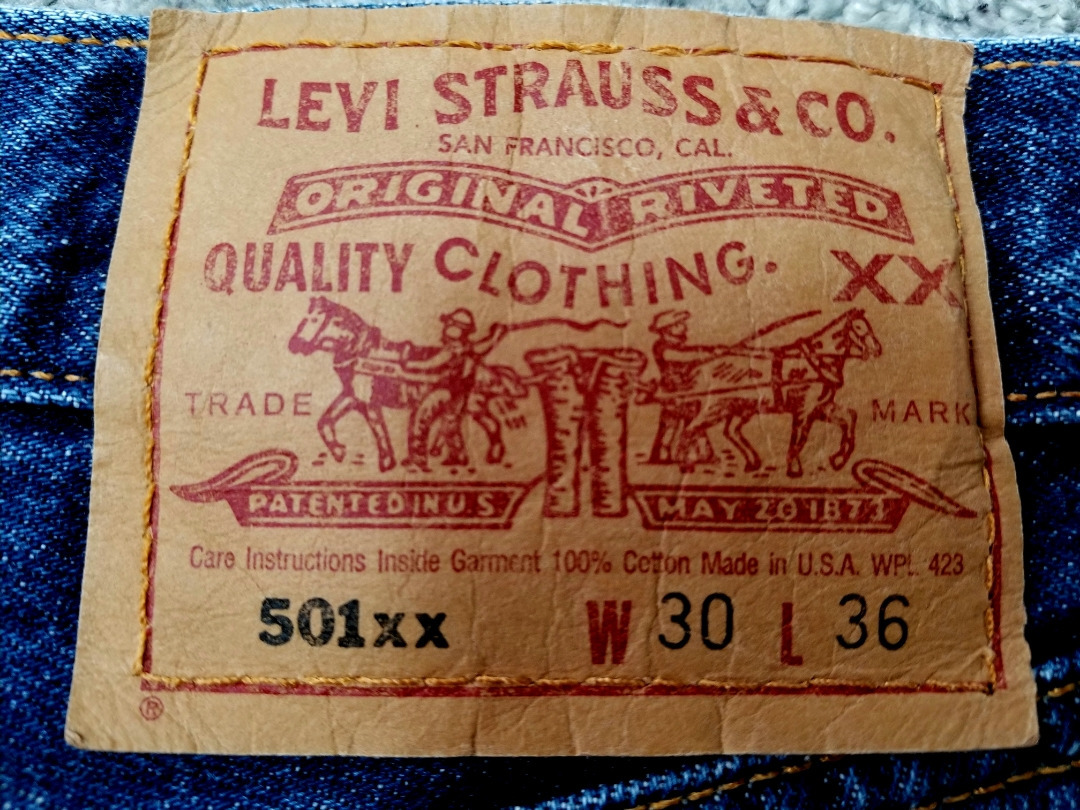 LEVI STRAUSS & CO.
SAN FRANCISCO, CAL.
ORIGINAL RIVETED
QUALITY CLOTHING. XX
TRADE MARK
PATENTED IN U.S MAY 20 1873
Care Instructions Inside Garment 100% Cotton Made in U.S.A. WPL 423
501xx W 30 L 36
®